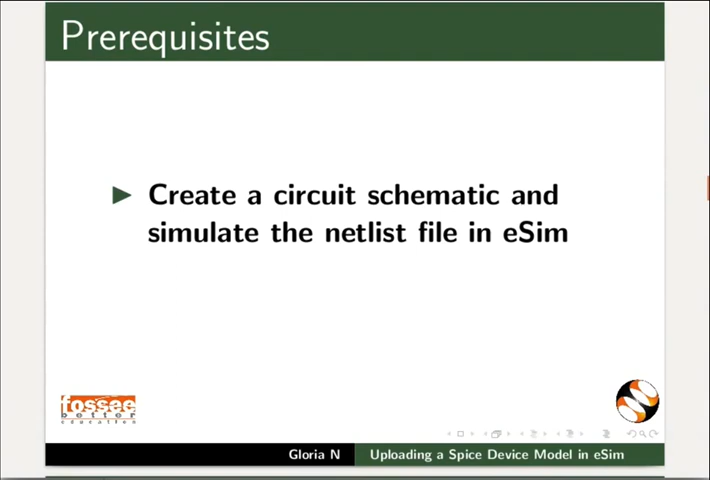 Prerequisites
Create a circuit schematic and
simulate the netlist file in eSim
fossee
better
education
Gloria N Uploading a Spice Device Model in eSim